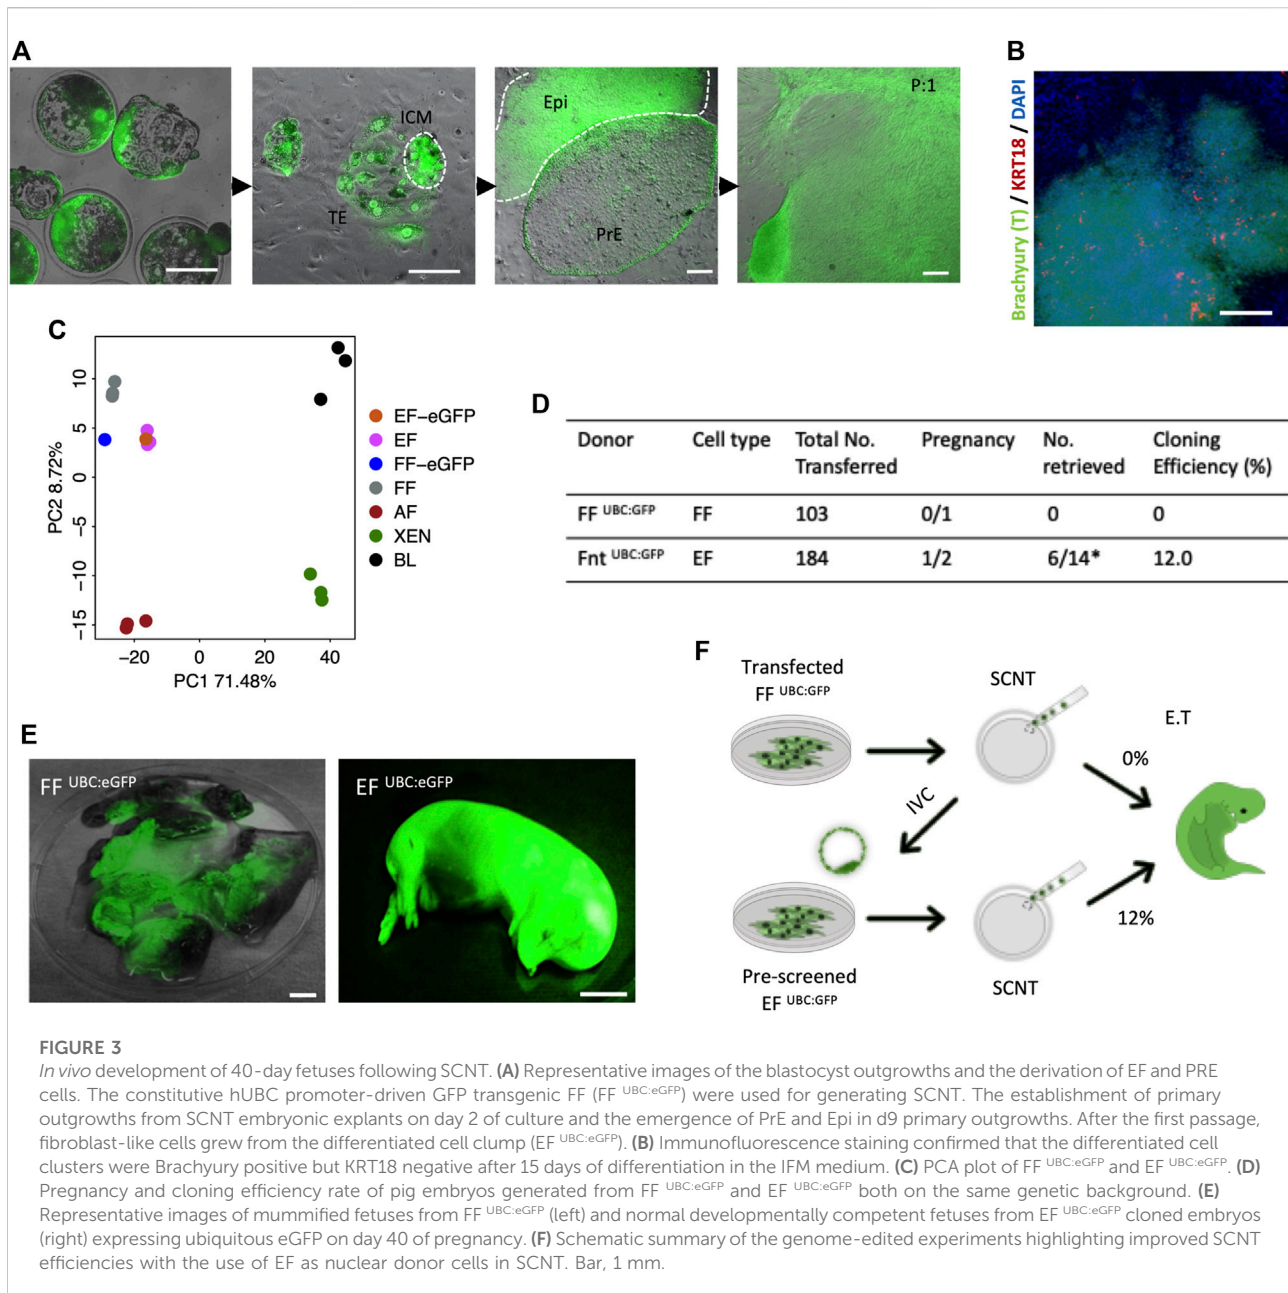 A
ICM
TE
Epi
PrE
P:1
B
Brachyury (T) / KRT18 / DAPI
C
PC2 8.72%
10
5
0
−5
−10
−15
−20
0
20
40
PC1 71.48%
EF−eGFP
EF
FF−eGFP
FF
AF
XEN
BL
D
Donor Cell type Total No. Transferred Pregnancy No. retrieved Cloning Efficiency (%)
FF UBC:GFP FF 103 0/1 0 0
Fnt UBC:GFP EF 184 1/2 6/14* 12.0
E
FF UBC:eGFP
EF UBC:eGFP
F
Transfected
FF UBC:GFP
SCNT
E.T
0%
IVC
12%
Pre-screened
EF UBC:GFP
SCNT
FIGURE 3
In vivo development of 40-day fetuses following SCNT. (A) Representative images of the blastocyst outgrowths and the derivation of EF and PRE
cells. The constitutive hUBC promoter-driven GFP transgenic FF (FF UBC:eGFP) were used for generating SCNT. The establishment of primary
outgrowths from SCNT embryonic explants on day 2 of culture and the emergence of PrE and Epi in d9 primary outgrowths. After the first passage,
fibroblast-like cells grew from the differentiated cell clump (EF UBC:eGFP). (B) Immunofluorescence staining confirmed that the differentiated cell
clusters were Brachyury positive but KRT18 negative after 15 days of differentiation in the IFM medium. (C) PCA plot of FF UBC:eGFP and EF UBC:eGFP. (D)
Pregnancy and cloning efficiency rate of pig embryos generated from FF UBC:eGFP and EF UBC:eGFP both on the same genetic background. (E)
Representative images of mummified fetuses from FF UBC:eGFP (left) and normal developmentally competent fetuses from EF UBC:eGFP cloned embryos
(right) expressing ubiquitous eGFP on day 40 of pregnancy. (F) Schematic summary of the genome-edited experiments highlighting improved SCNT
efficiencies with the use of EF as nuclear donor cells in SCNT. Bar, 1 mm.